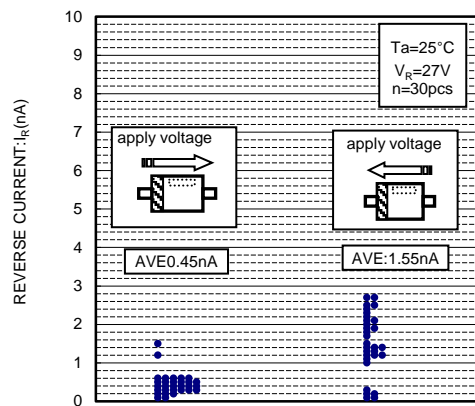 REVERSE CURRENT:I_R(nA)
10
9
8
7
6
5
4
3
2
1
0
Ta=25°C
V_R=27V
n=30pcs
apply voltage
apply voltage
AVE0.45nA
AVE:1.55nA